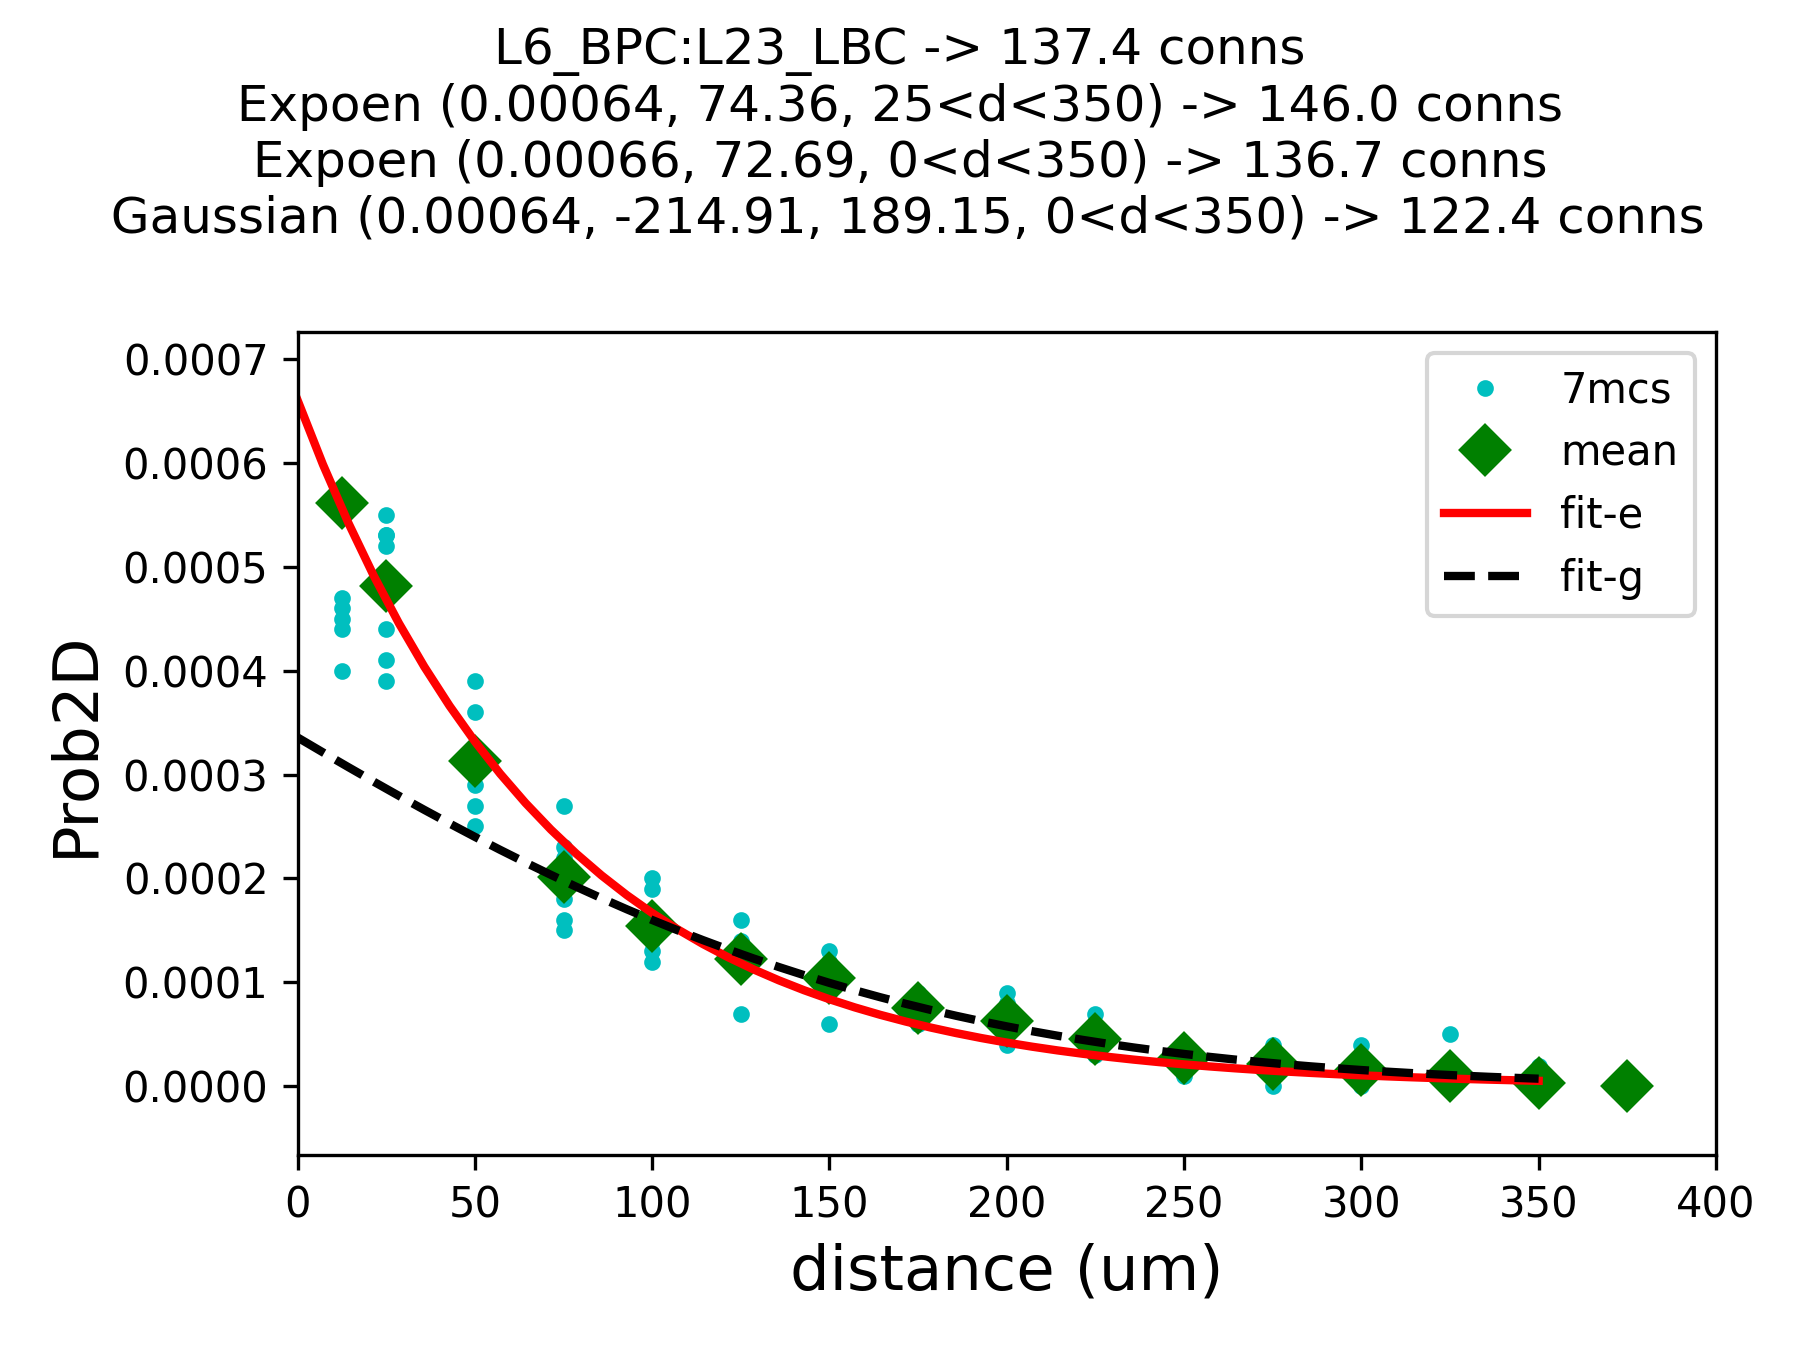 L6_BPC:L23_LBC -> 137.4 conns
Expoen (0.00064, 74.36, 25<d<350) -> 146.0 conns
Expoen (0.00066, 72.69, 0<d<350) -> 136.7 conns
Gaussian (0.00064, -214.91, 189.15, 0<d<350) -> 122.4 conns
0.0007
0.0006
0.0005
0.0004
0.0003
0.0002
0.0001
0.0000
Prob2D
7mcs
mean
fit-e
fit-g
0 50 100 150 200 250 300 350 400
distance (um)